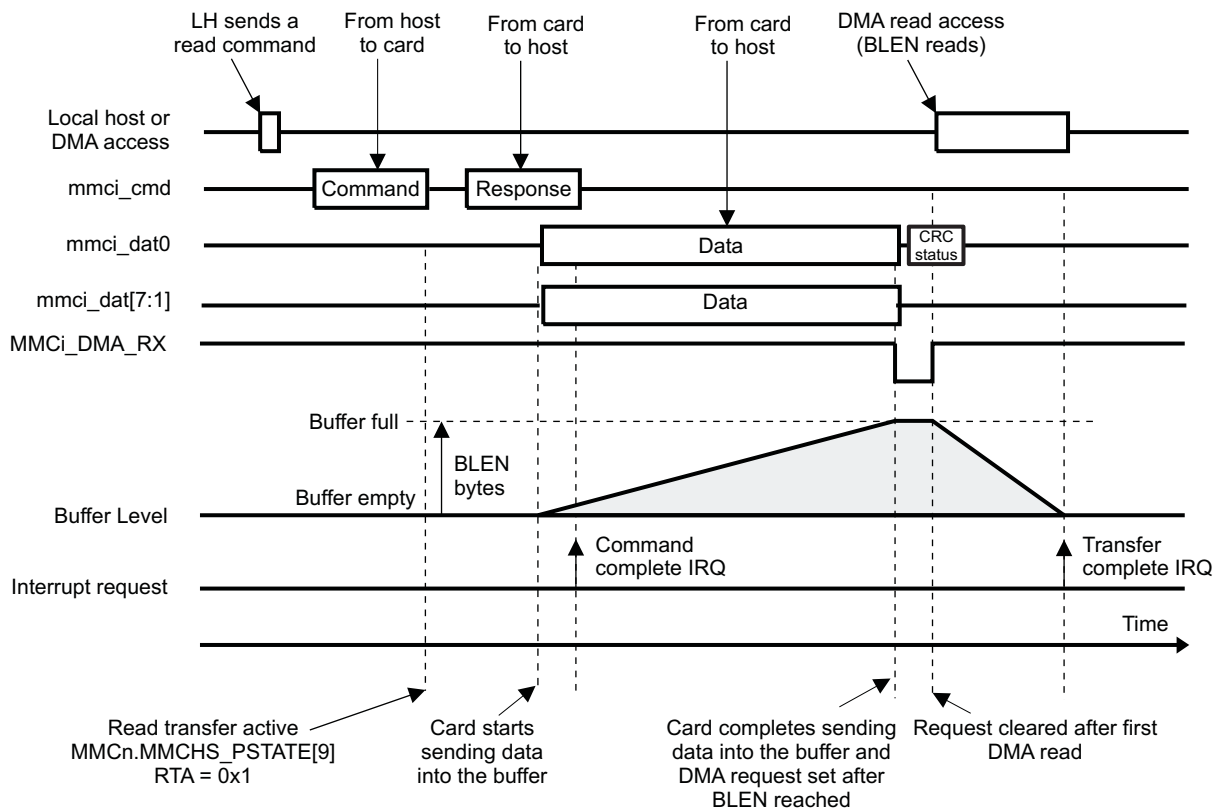 LH sends a
read command
From host
to card
From card
to host
From card
to host
DMA read access
(BLEN reads)
Local host or
DMA access
mmci_cmd
Command
Response
mmci_dat0
Data
CRC
status
mmci_dat[7:1]
Data
MMCi_DMA_RX
Buffer full
BLEN
bytes
Buffer empty
Buffer Level
Command
complete IRQ
Transfer
complete IRQ
Interrupt request
Time
Read transfer active
MMCn.MMCHS_PSTATE[9]
RTA = 0x1
Card starts
sending data
into the buffer
Card completes sending
data into the buffer and
DMA request set after
BLEN reached
Request cleared after first
DMA read